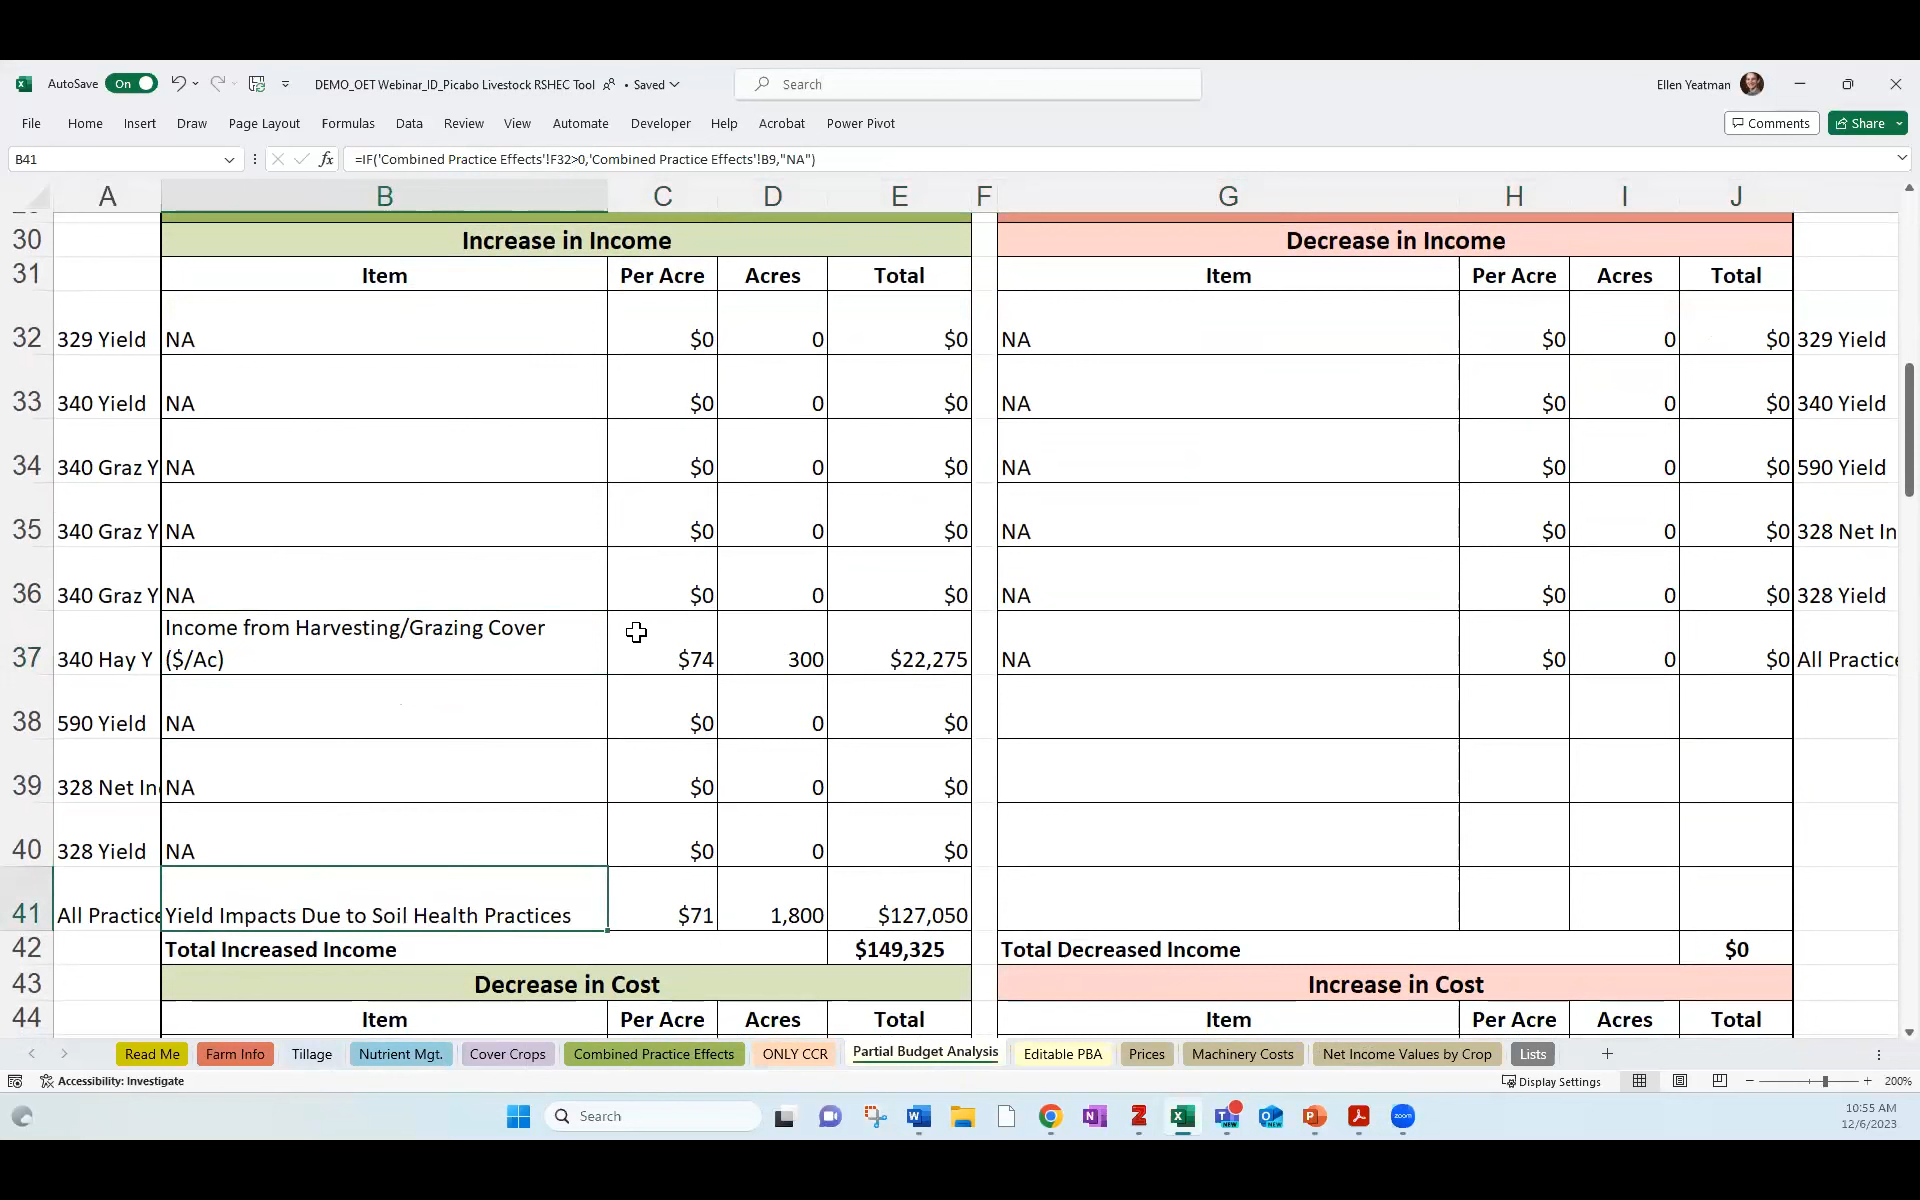 AutoSave On DEMO_OET Webinar_ID_Picabo Livestock RSHEC Tool • Saved Search Ellen Yeatman
File Home Insert Draw Page Layout Formulas Data Review View Automate Developer Help Acrobat Power Pivot Comments Share
B41 fx =IF('Combined Practice Effects'!F32>0,'Combined Practice Effects'!B9,"NA")
A B C D E F G H I J
30 Increase in Income Decrease in Income
31 Item Per Acre Acres Total Item Per Acre Acres Total
32 329 Yield NA $0 0 $0 NA $0 0 $0 329 Yield
33 340 Yield NA $0 0 $0 NA $0 0 $0 340 Yield
34 340 Graz Y NA $0 0 $0 NA $0 0 $0 590 Yield
35 340 Graz Y NA $0 0 $0 NA $0 0 $0 328 Net In
36 340 Graz Y NA $0 0 $0 NA $0 0 $0 328 Yield
Income from Harvesting/Grazing Cover
37 340 Hay Y ($/Ac) $74 300 $22,275 NA $0 0 $0 All Practice
38 590 Yield NA $0 0 $0
39 328 Net In NA $0 0 $0
40 328 Yield NA $0 0 $0
41 All Practice Yield Impacts Due to Soil Health Practices $71 1,800 $127,050
42 Total Increased Income $149,325 Total Decreased Income $0
43 Decrease in Cost Increase in Cost
44 Item Per Acre Acres Total Item Per Acre Acres Total
Read Me Farm Info Tillage Nutrient Mgt. Cover Crops Combined Practice Effects ONLY CCR Partial Budget Analysis Editable PBA Prices Machinery Costs Net Income Values by Crop Lists
Accessibility: Investigate Display Settings 200%
Search 10:55 AM
12/6/2023